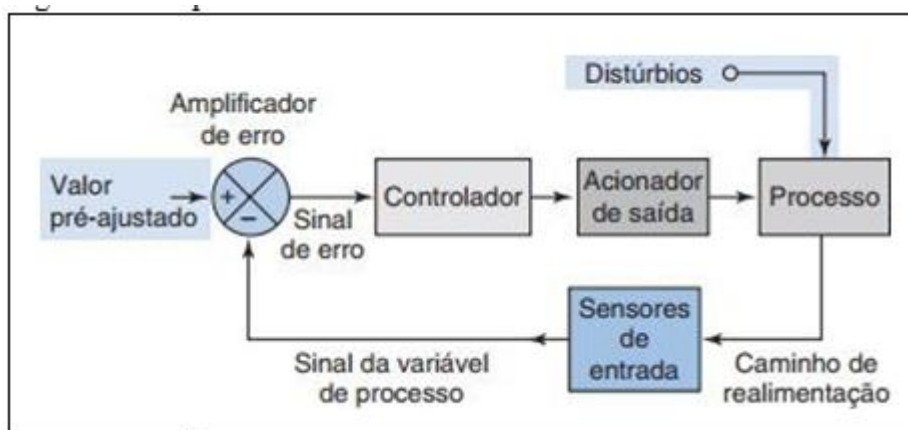 Distúrbios
Amplificador
de erro
Valor
pré-ajustado
+
−
Sinal
de erro
Controlador
Acionador
de saída
Processo
Sensores
de
entrada
Sinal da variável
de processo
Caminho de
realimentação